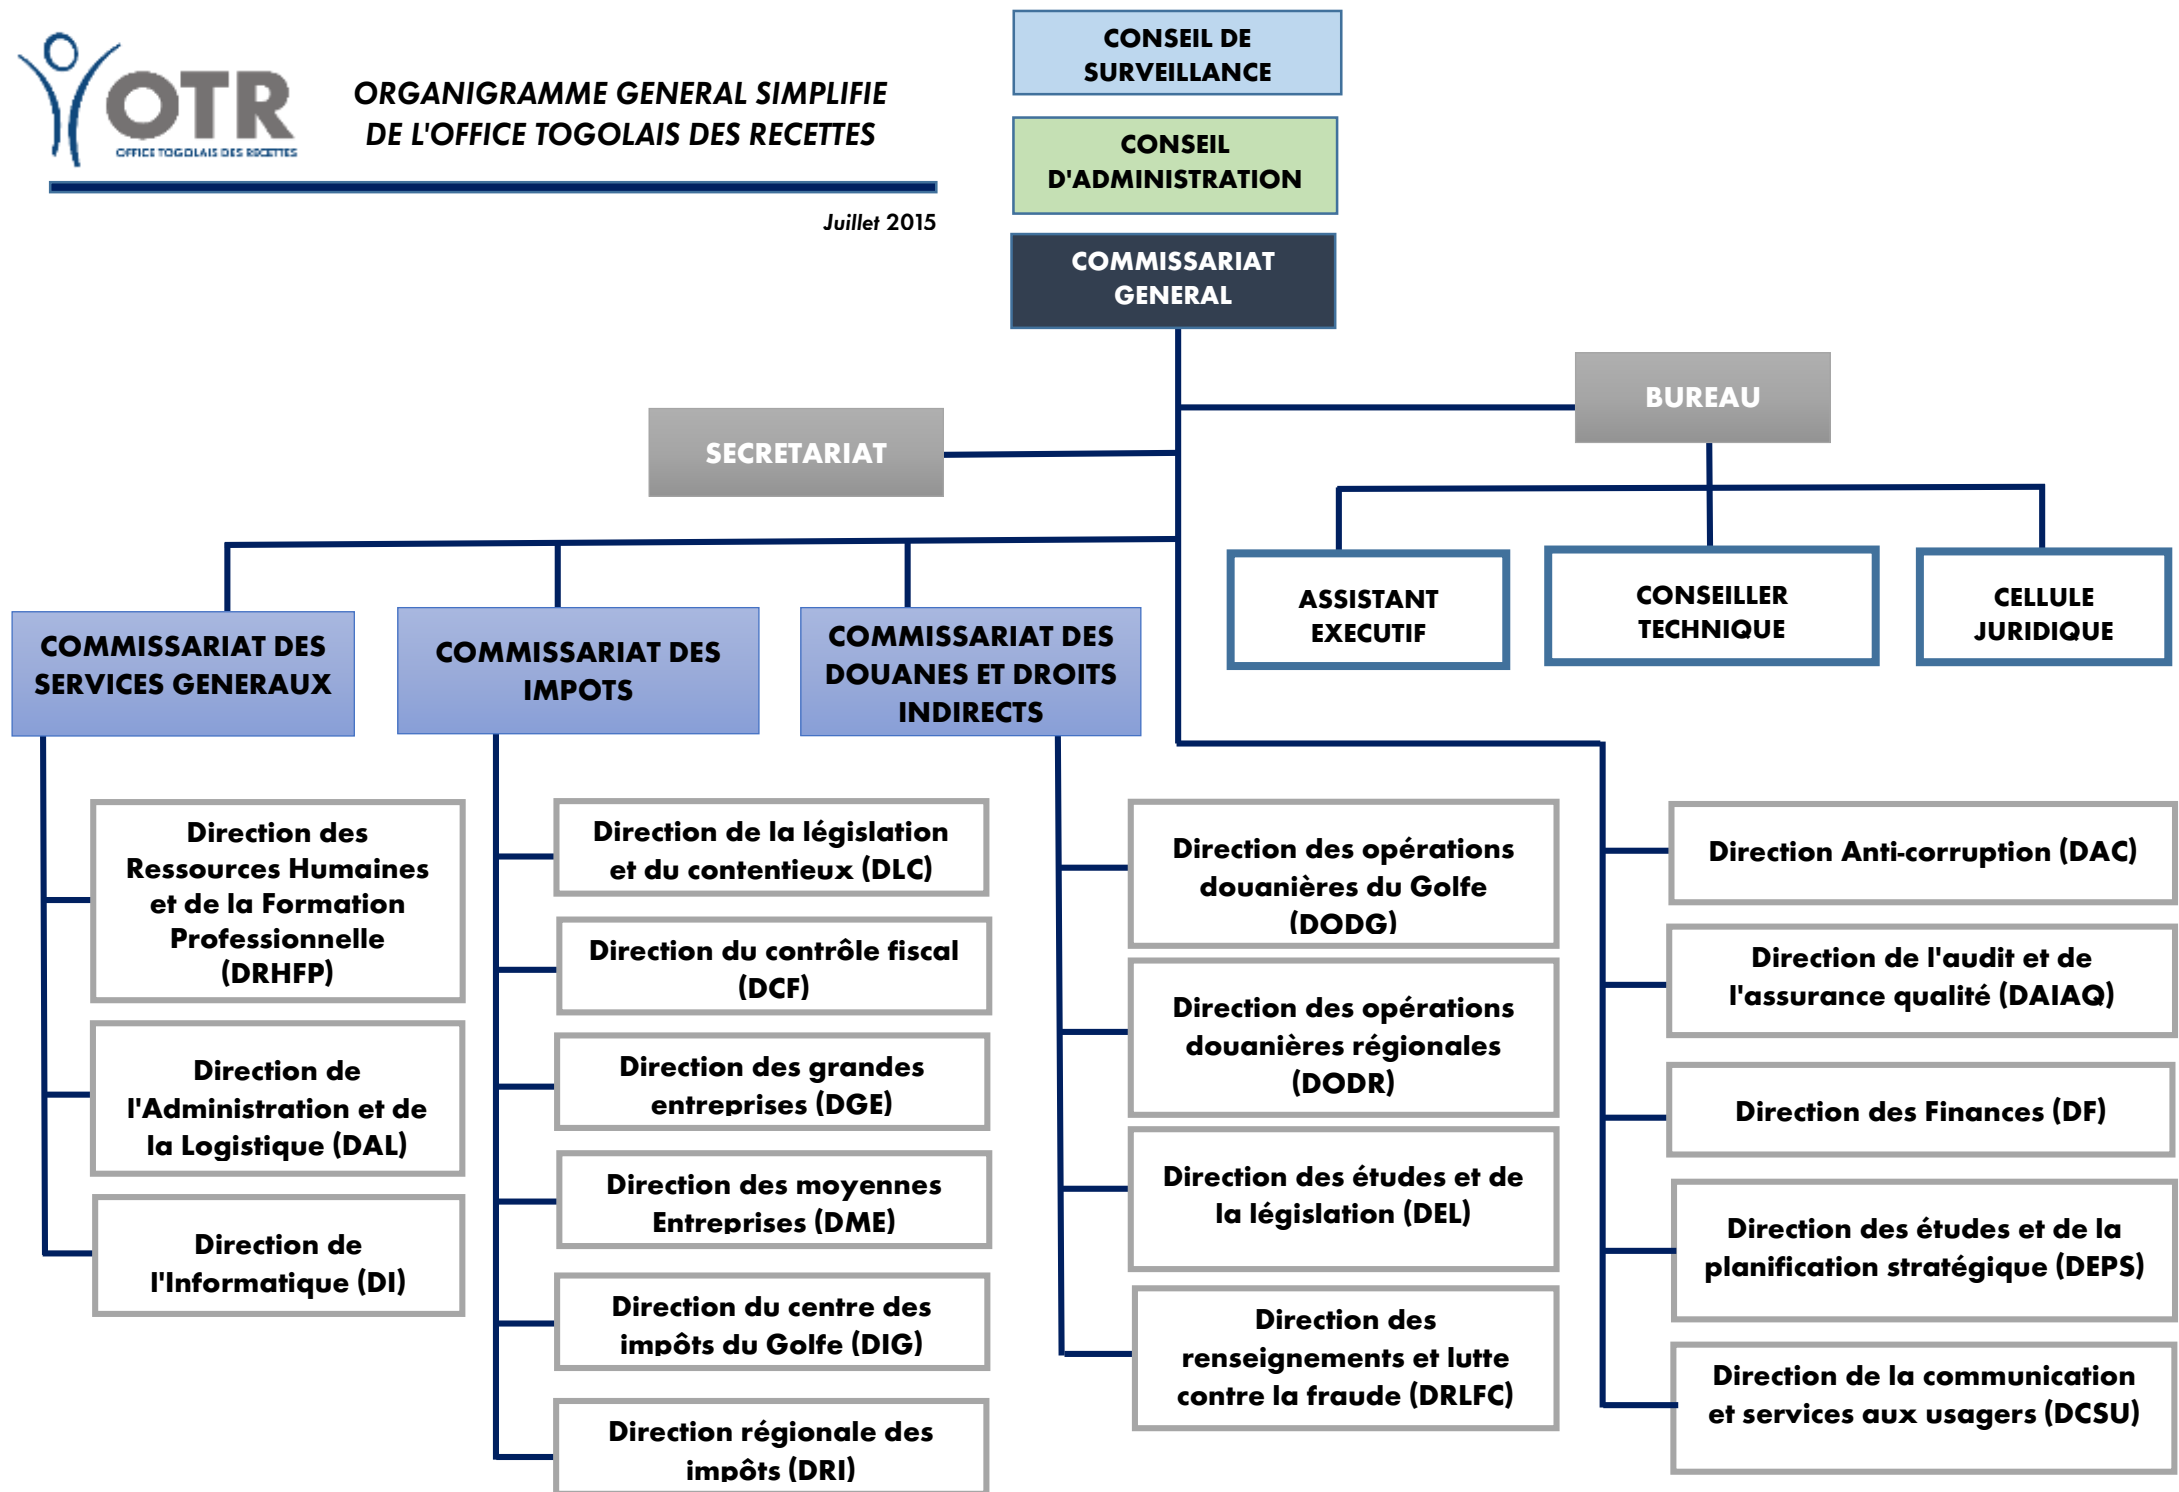 OTR
OFFICE TOGOLAIS DES RECETTES
ORGANIGRAMME GENERAL SIMPLIFIE
DE L'OFFICE TOGOLAIS DES RECETTES
Juillet 2015
CONSEIL DE
SURVEILLANCE
CONSEIL
D'ADMINISTRATION
COMMISSARIAT
GENERAL
BUREAU
SECRETARIAT
ASSISTANT
EXECUTIF
CONSEILLER
TECHNIQUE
CELLULE
JURIDIQUE
COMMISSARIAT DES
SERVICES GENERAUX
COMMISSARIAT DES
IMPOTS
COMMISSARIAT DES
DOUANES ET DROITS
INDIRECTS
Direction des
Ressources Humaines
et de la Formation
Professionnelle
(DRHFP)
Direction de
l'Administration et de
la Logistique (DAL)
Direction de
l'Informatique (DI)
Direction de la législation
et du contentieux (DLC)
Direction du contrôle fiscal
(DCF)
Direction des grandes
entreprises (DGE)
Direction des moyennes
Entreprises (DME)
Direction du centre des
impôts du Golfe (DIG)
Direction régionale des
impôts (DRI)
Direction des opérations
douanières du Golfe
(DODG)
Direction des opérations
douanières régionales
(DODR)
Direction des études et de
la législation (DEL)
Direction des
renseignements et lutte
contre la fraude (DRLFC)
Direction Anti-corruption (DAC)
Direction de l'audit et de
l'assurance qualité (DAIAQ)
Direction des Finances (DF)
Direction des études et de la
planification stratégique (DEPS)
Direction de la communication
et services aux usagers (DCSU)